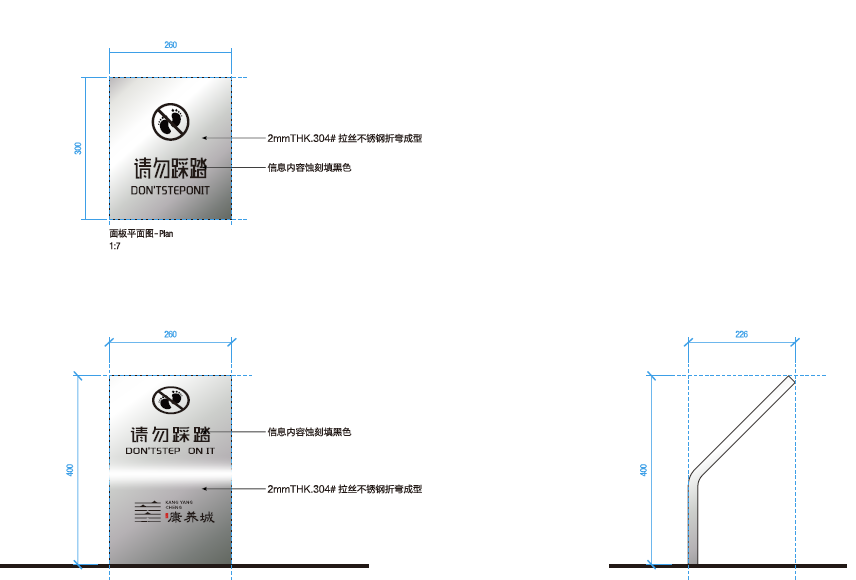 260
300
请勿踩踏
DON'TSTEPONIT
2mmTHK.304# 拉丝不锈钢折弯成型
信息内容蚀刻填黑色
面板平面图-Plan
1:7
260
226
400
请勿踩踏
DON'TSTEP ON IT
信息内容蚀刻填黑色
2mmTHK.304# 拉丝不锈钢折弯成型
KANG YANG
CHENG
康养城
400